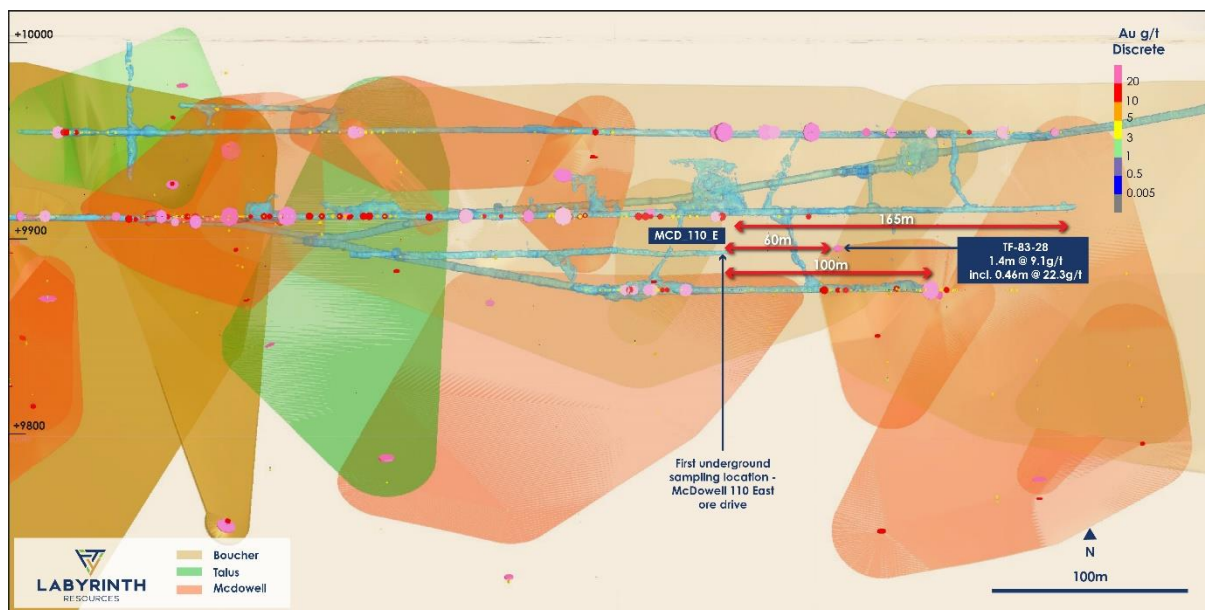 +10000
Au g/t
Discrete
20
10
5
3
1
0.5
0.005
165m
+9900
MCD 110 E
60m
TF-83-28
1.4m @ 9.1g/t
incl. 0.46m @ 22.3g/t
100m
+9800
First underground
sampling location -
McDowell 110 East
ore drive
LABYRINTH
RESOURCES
Boucher
Talus
Mcdowell
N
100m